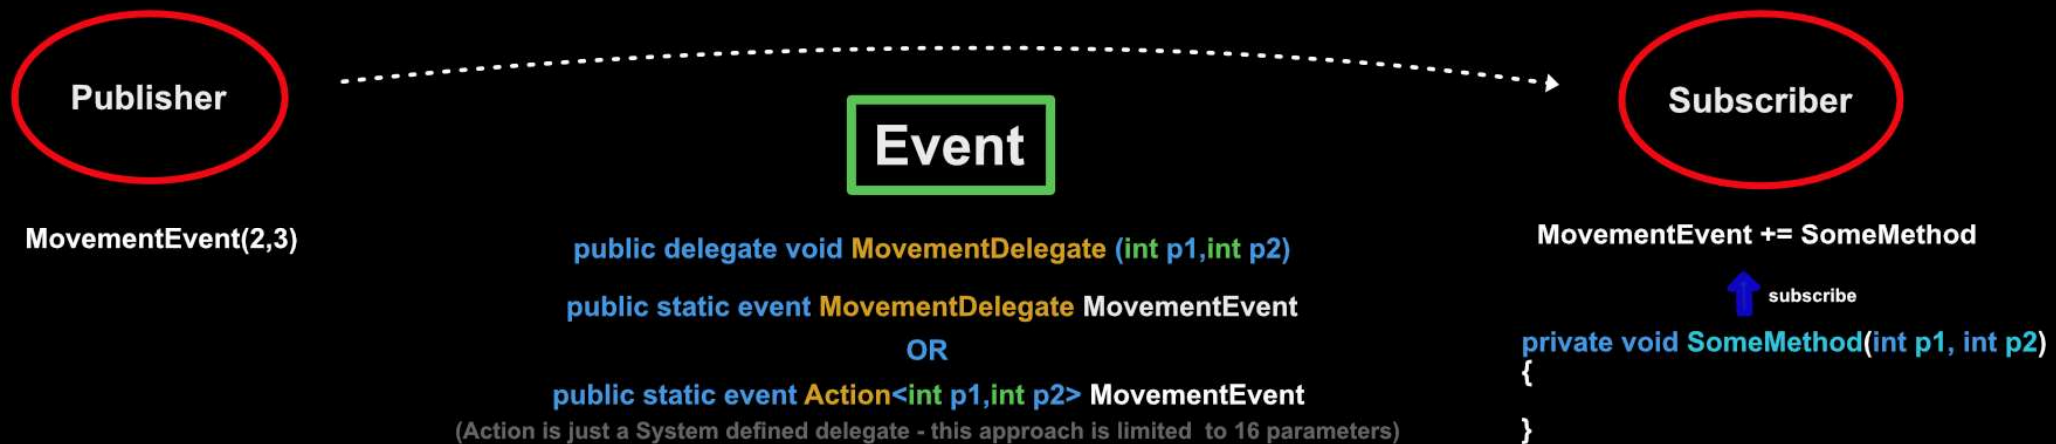 Publisher
MovementEvent(2,3)
Event
public delegate void MovementDelegate (int p1,int p2)
public static event MovementDelegate MovementEvent
OR
public static event Action<int p1,int p2> MovementEvent
(Action is just a System defined delegate - this approach is limited to 16 parameters)
Subscriber
MovementEvent += SomeMethod
subscribe
private void SomeMethod(int p1, int p2)
{
}